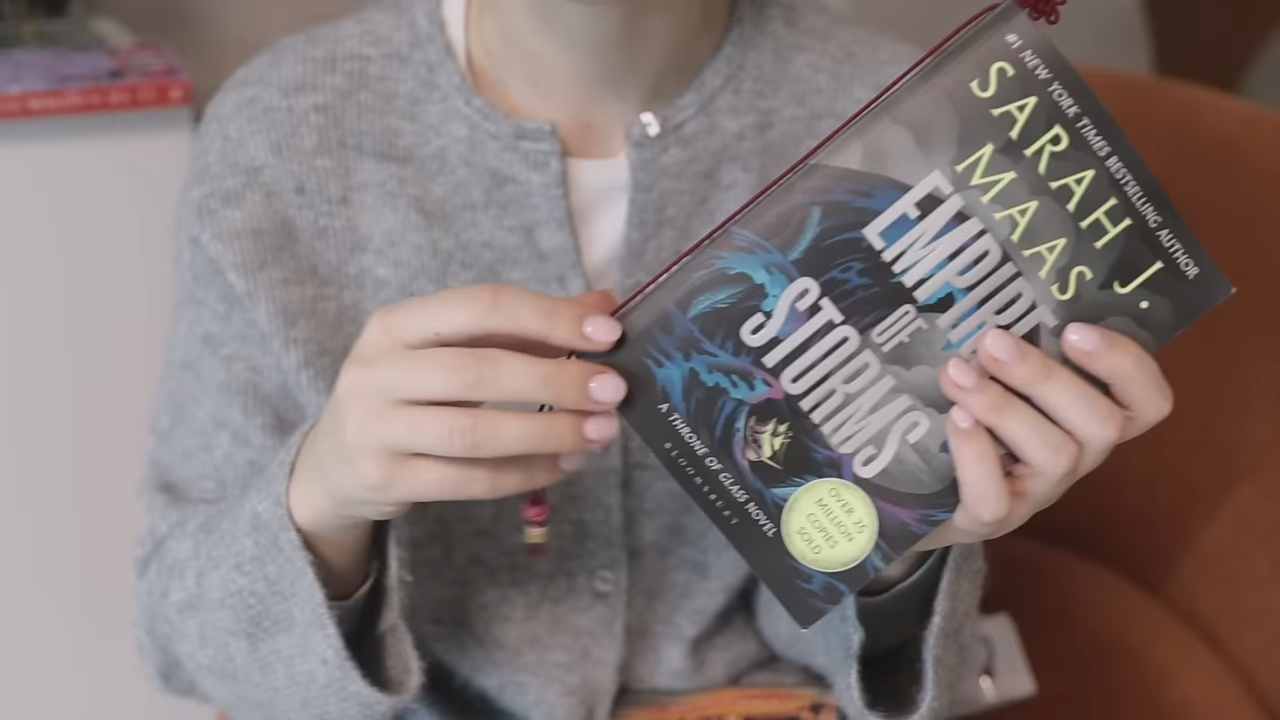 #1 NEW YORK TIMES BESTSELLING AUTHOR
SARAH J.
MAAS
EMPIRE
OF
STORMS
A THRONE OF GLASS NOVEL
BLOOMSBURY
OVER 25
MILLION
COPIES
SOLD